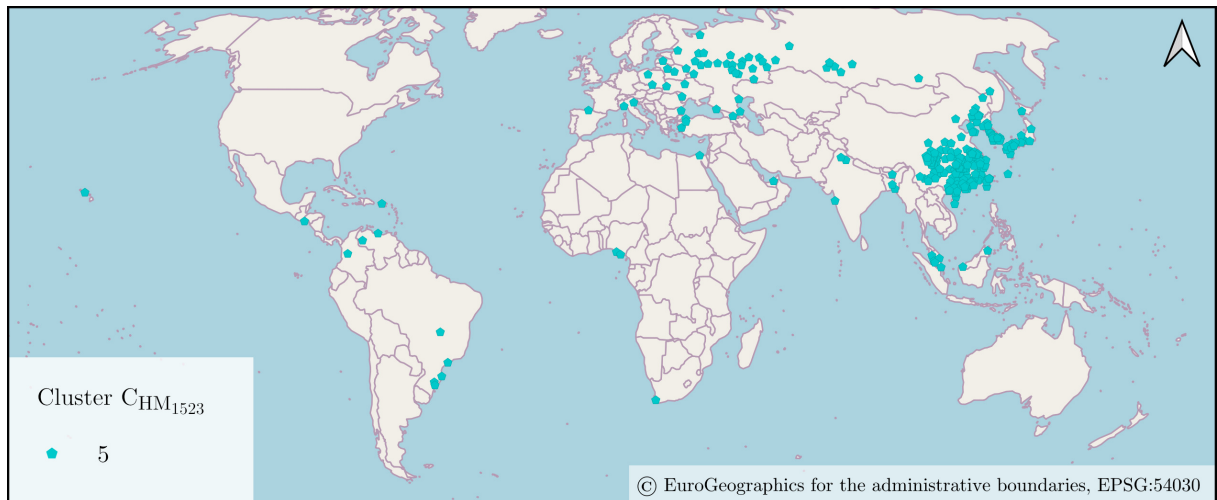 Cluster C_HM_1523
5
© EuroGeographics for the administrative boundaries, EPSG:54030